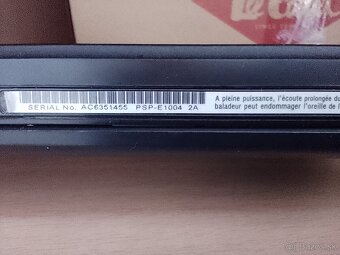 SERIAL No. AC6351455 PSP-E1004 2A
A pleine puissance, l'écoute prolongée du
baladeur peut endommager l'oreille de l'